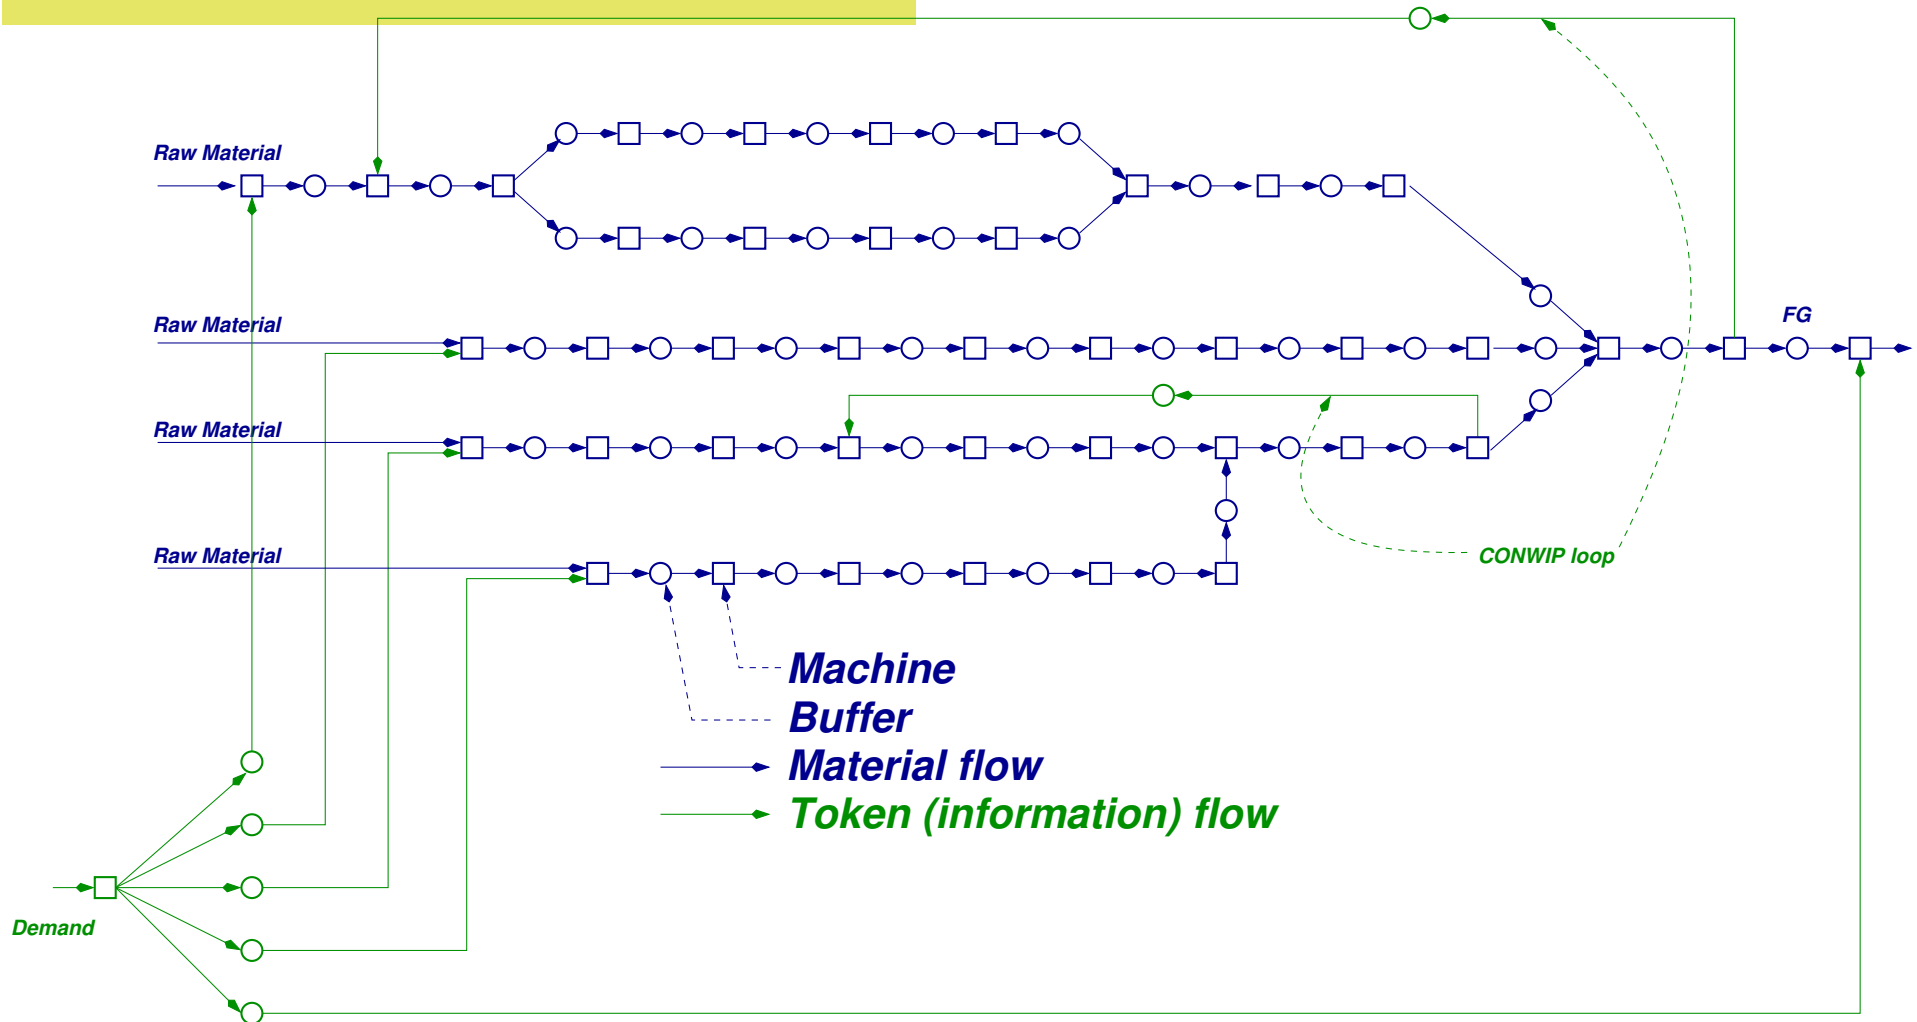 Raw Material
Raw Material
FG
Raw Material
Raw Material
CONWIP loop
Machine
Buffer
Material flow
Token (information) flow
Demand